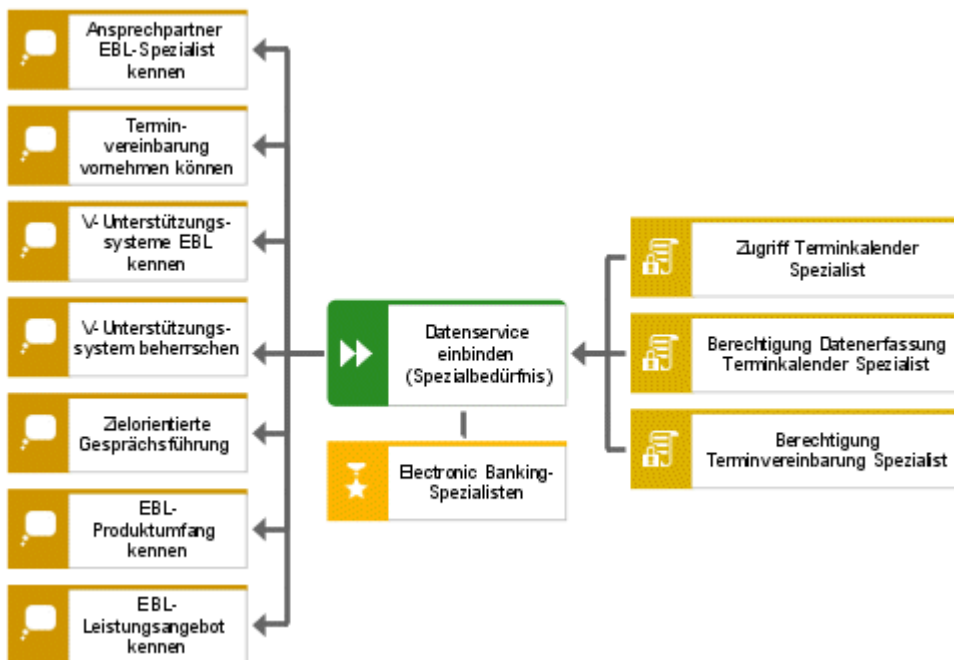 Ansprechpartner
EBL-Spezialist
kennen
Termin-
vereinbarung
vornehmen können
V- Unterstützungs-
systeme EBL
kennen
V- Unterstützungs-
system beherrschen
Zielorientierte
Gesprächsführung
EBL-
Produktumfang
kennen
EBL-
Leistungsangebot
kennen
Datenservice
einbinden
(Spezialbedürfnis)
Electronic Banking-
Spezialisten
Zugriff Terminkalender
Spezialist
Berechtigung Datenerfassung
Terminkalender Spezialist
Berechtigung
Terminvereinbarung Spezialist